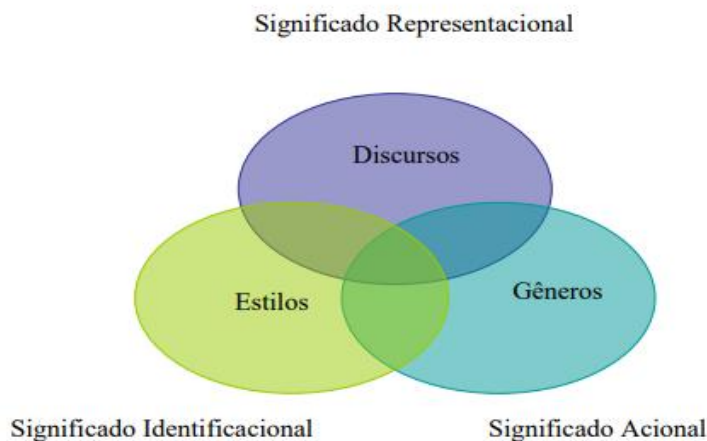 Significado Representacional
Discursos
Estilos
Gêneros
Significado Identificacional
Significado Acional